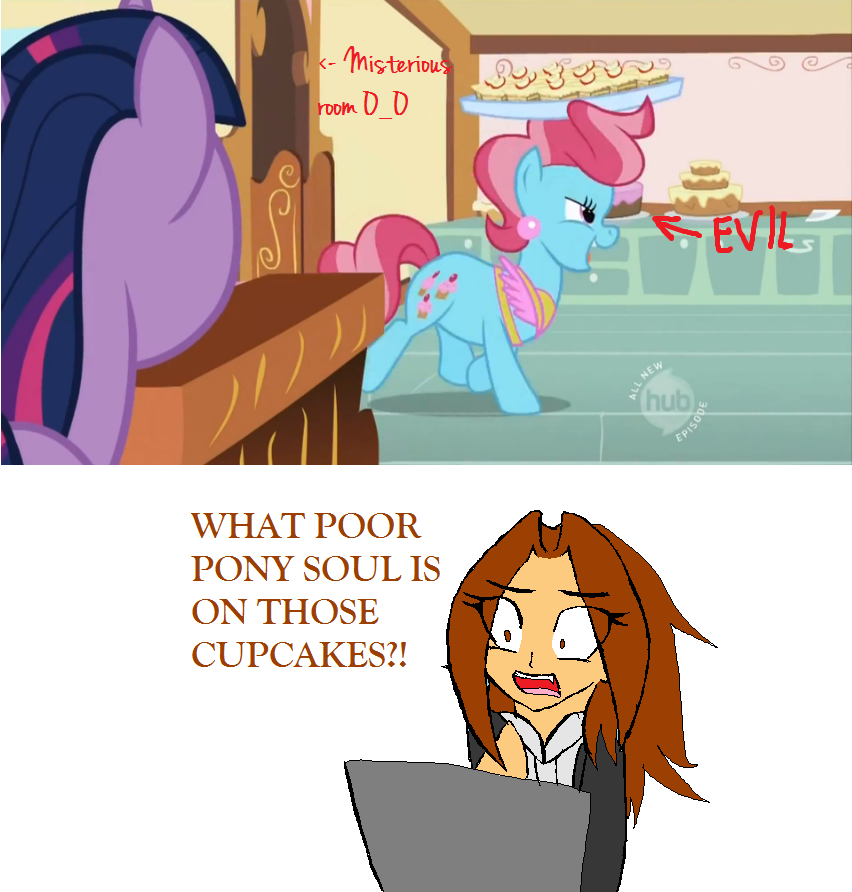 <- Misterious
room O_O
EVIL
ALL NEW
hub
EPISODE
WHAT POOR
PONY SOUL IS
ON THOSE
CUPCAKES?!